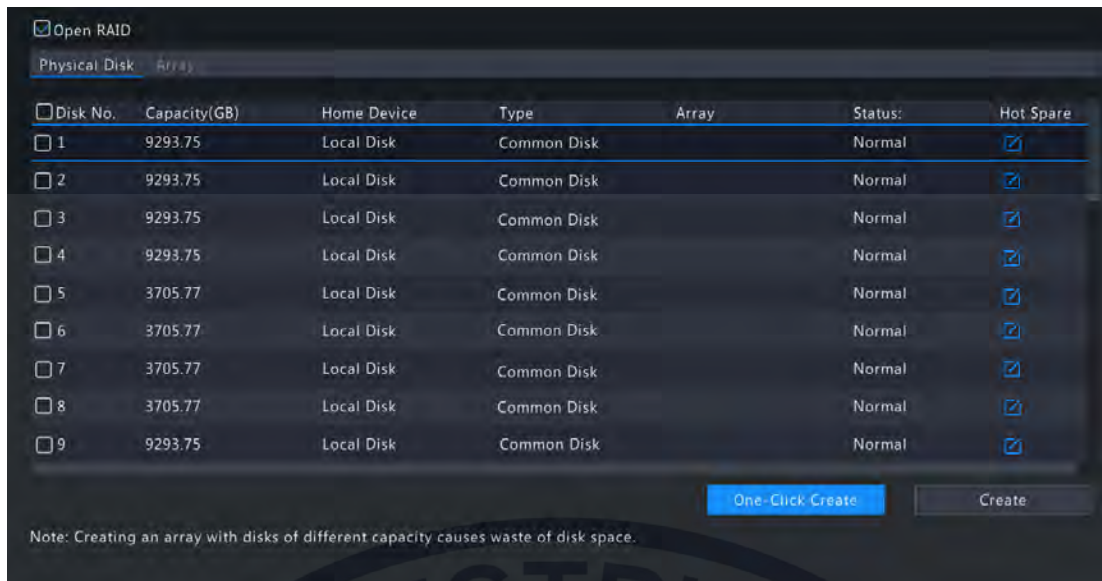 Open RAID
Physical Disk Array
Disk No. Capacity(GB) Home Device Type Array Status: Hot Spare
1 9293.75 Local Disk Common Disk Normal
2 9293.75 Local Disk Common Disk Normal
3 9293.75 Local Disk Common Disk Normal
4 9293.75 Local Disk Common Disk Normal
5 3705.77 Local Disk Common Disk Normal
6 3705.77 Local Disk Common Disk Normal
7 3705.77 Local Disk Common Disk Normal
8 3705.77 Local Disk Common Disk Normal
9 9293.75 Local Disk Common Disk Normal
One-Click Create Create
Note: Creating an array with disks of different capacity causes waste of disk space.